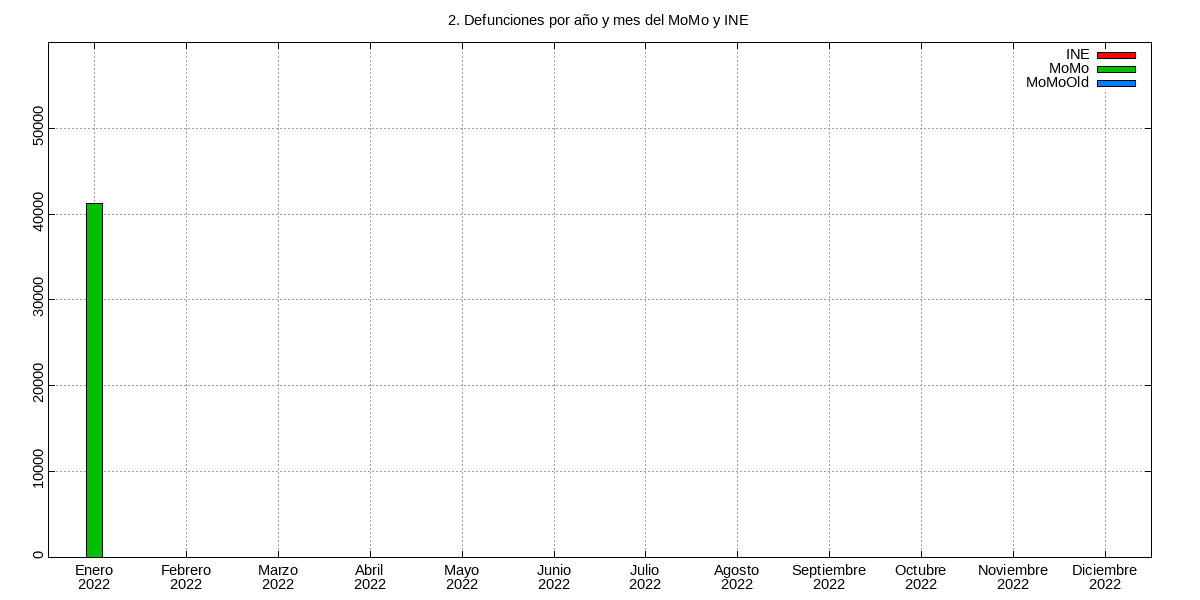 2. Defunciones por año y mes del MoMo y INE
INE
MoMo
MoMoOld
50000
40000
30000
20000
10000
0
Enero Febrero Marzo Abril Mayo Junio Julio Agosto Septiembre Octubre Noviembre Diciembre
2022 2022 2022 2022 2022 2022 2022 2022 2022 2022 2022 2022